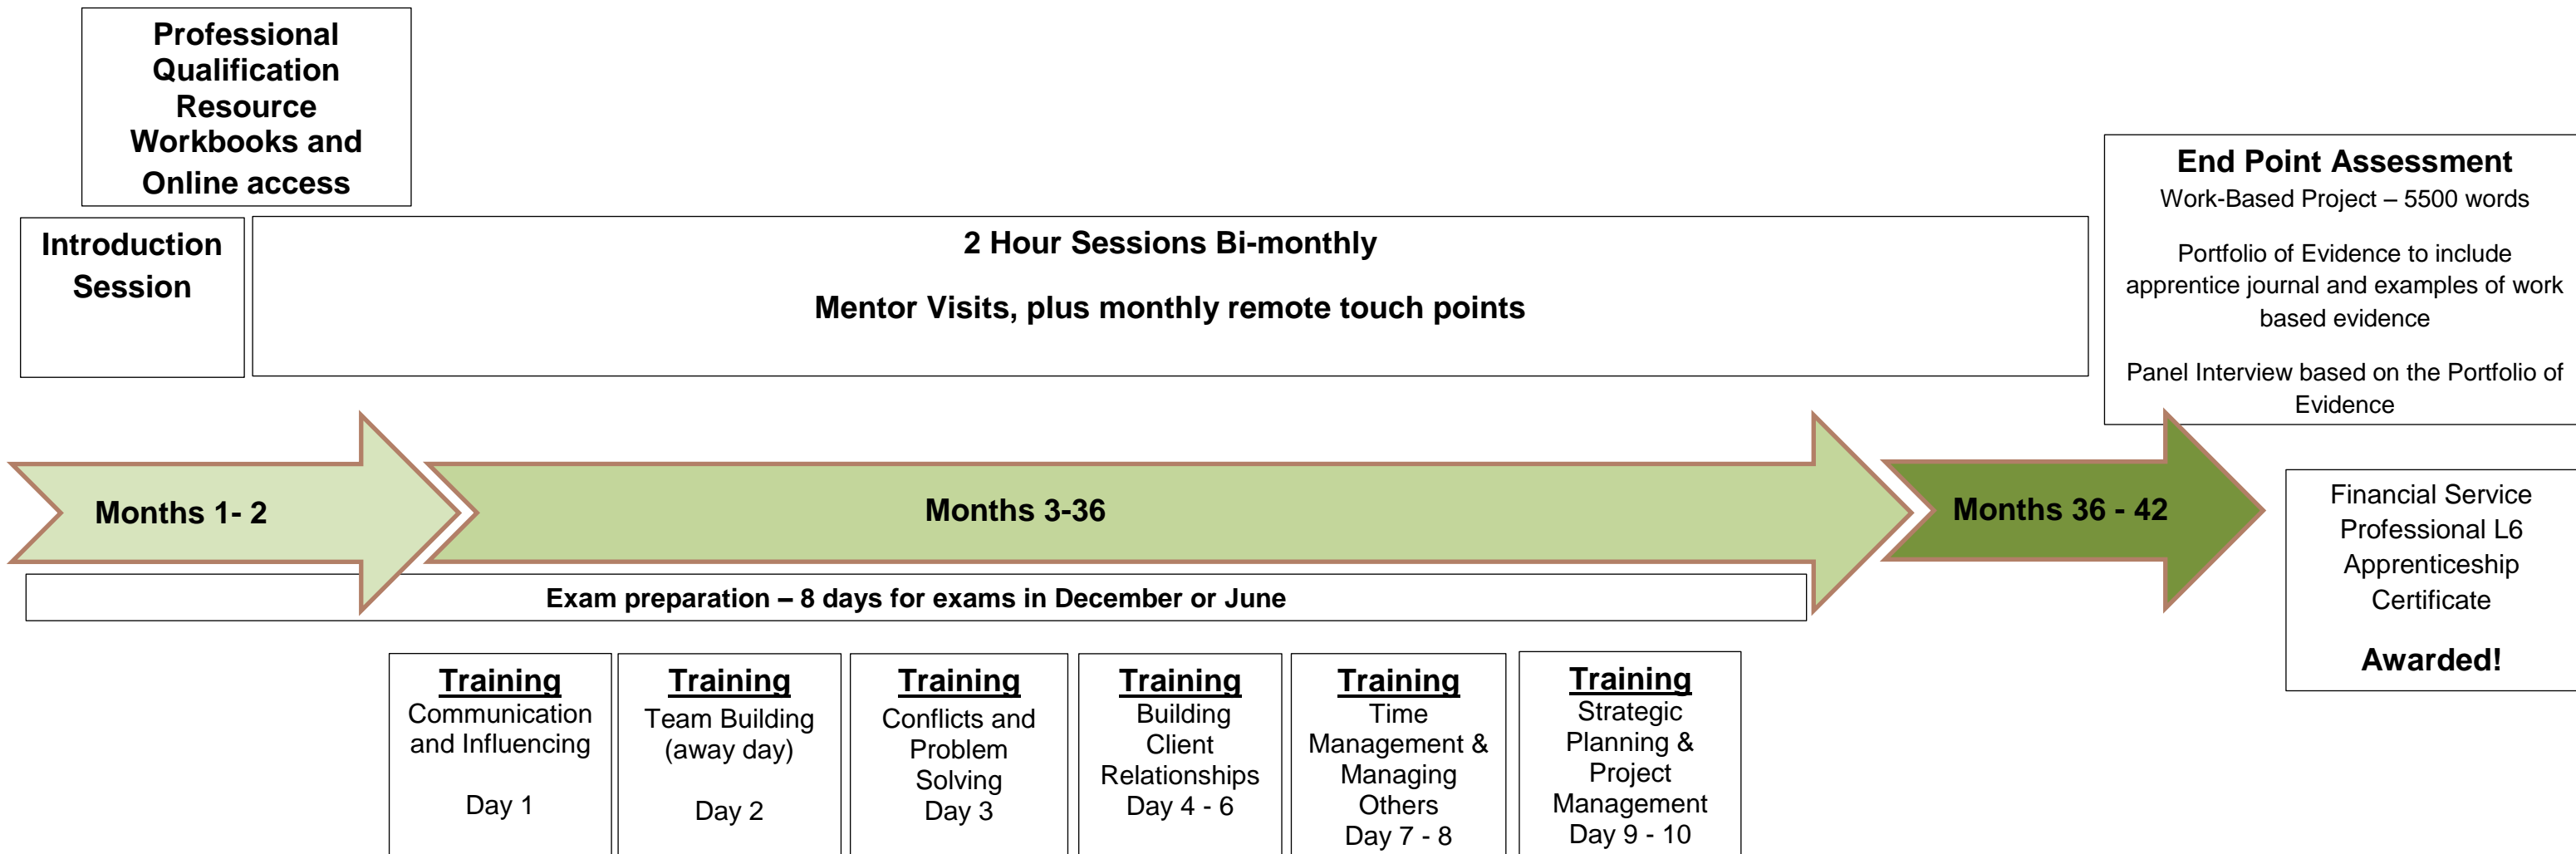 Professional
Qualification
Resource
Workbooks and
Online access
Introduction
Session
2 Hour Sessions Bi-monthly
Mentor Visits, plus monthly remote touch points
End Point Assessment
Work-Based Project – 5500 words
Portfolio of Evidence to include
apprentice journal and examples of work
based evidence
Panel Interview based on the Portfolio of
Evidence
Months 1- 2
Months 3-36
Months 36 - 42
Financial Service
Professional L6
Apprenticeship
Certificate
Awarded!
Exam preparation – 8 days for exams in December or June
Training
Communication
and Influencing
Day 1
Training
Team Building
(away day)
Day 2
Training
Conflicts and
Problem
Solving
Day 3
Training
Building
Client
Relationships
Day 4 - 6
Training
Time
Management &
Managing
Others
Day 7 - 8
Training
Strategic
Planning &
Project
Management
Day 9 - 10